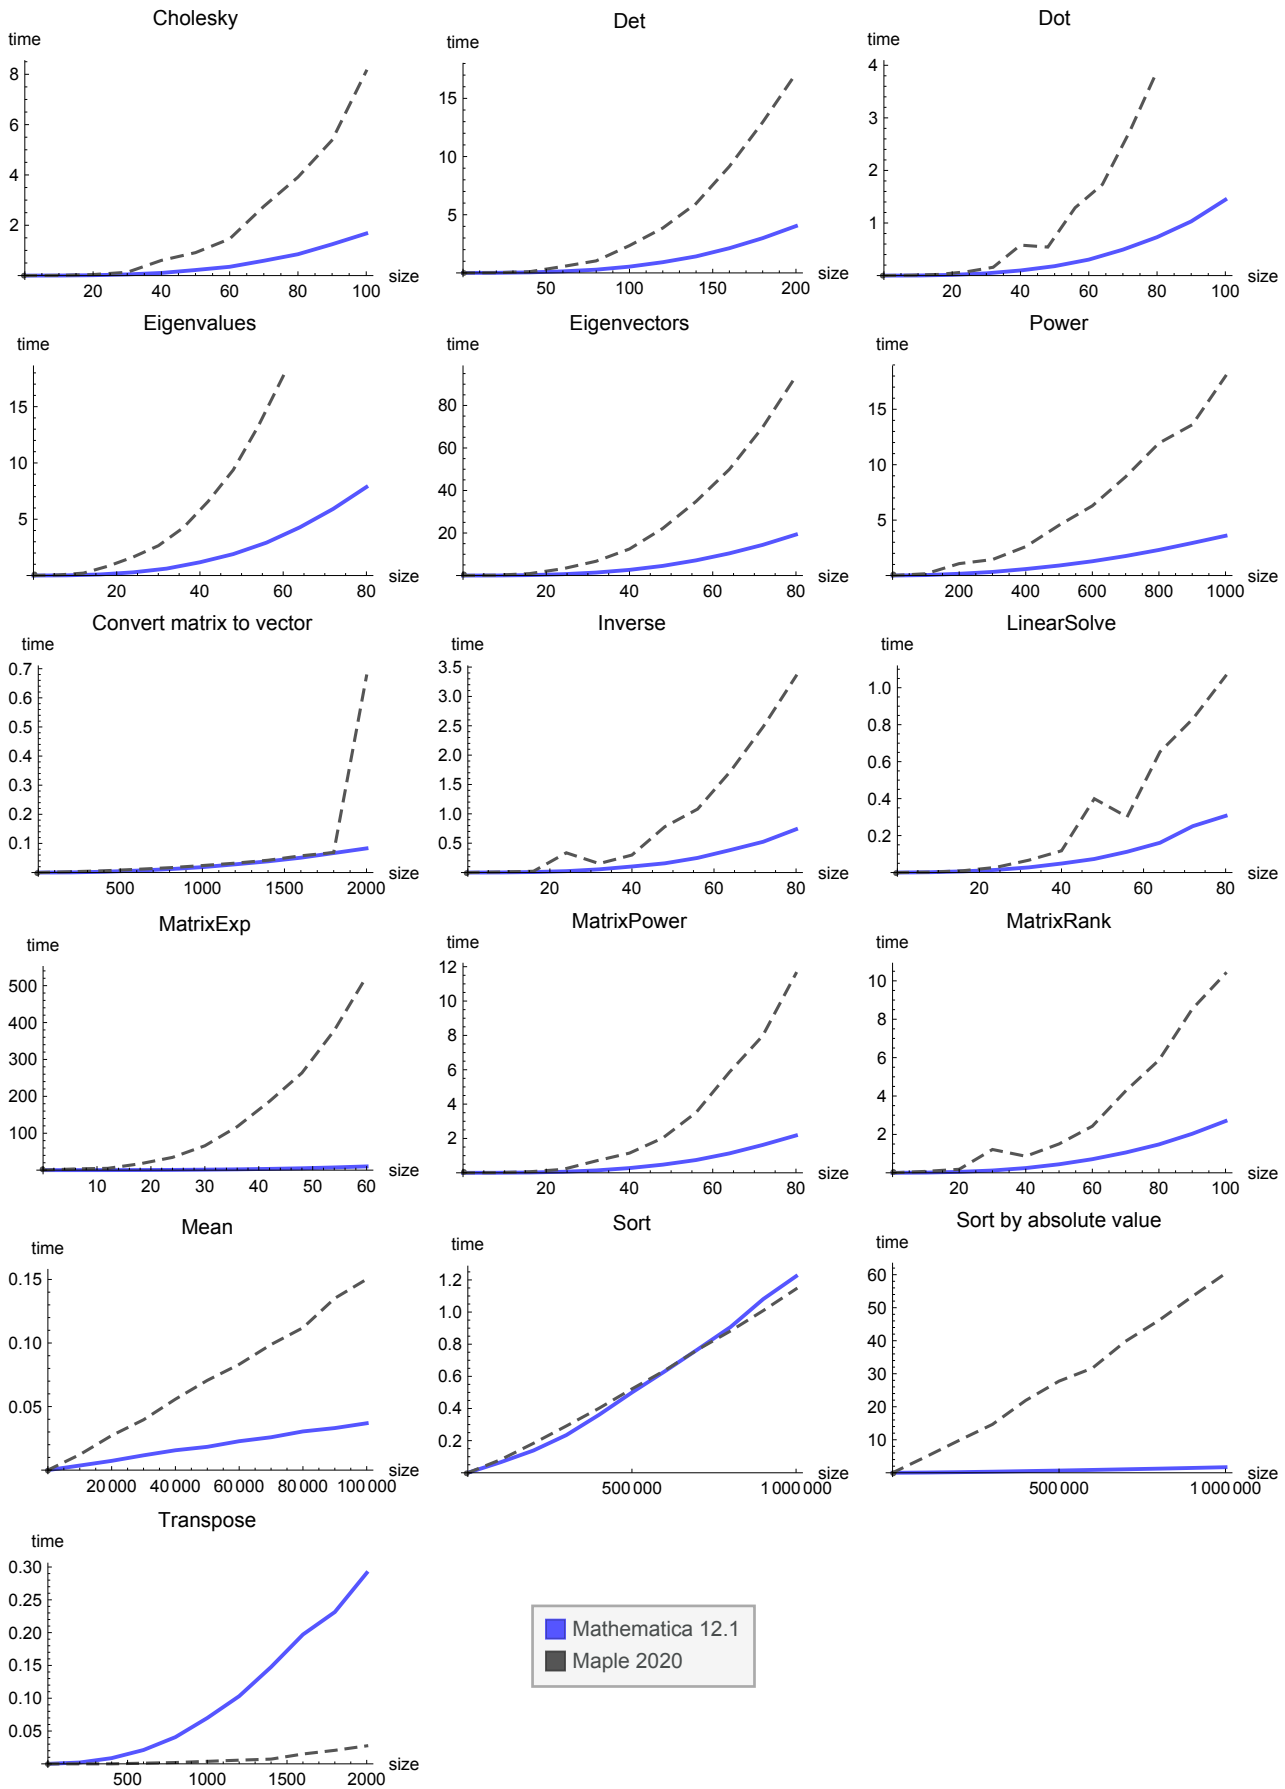 Cholesky
time
8
6
4
2
20 40 60 80 100 size
Det
time
15
10
5
50 100 150 200 size
Dot
time
4
3
2
1
20 40 60 80 100 size
Eigenvalues
time
15
10
5
20 40 60 80 size
Eigenvectors
time
80
60
40
20
20 40 60 80 size
Power
time
15
10
5
200 400 600 800 1000 size
Convert matrix to vector
time
0.7
0.6
0.5
0.4
0.3
0.2
0.1
500 1000 1500 2000 size
Inverse
time
3.5
3.0
2.5
2.0
1.5
1.0
0.5
20 40 60 80 size
LinearSolve
time
1.0
0.8
0.6
0.4
0.2
20 40 60 80 size
MatrixExp
time
500
400
300
200
100
10 20 30 40 50 60 size
MatrixPower
time
12
10
8
6
4
2
20 40 60 80 size
MatrixRank
time
10
8
6
4
2
20 40 60 80 100 size
Mean
time
0.15
0.10
0.05
20 000 40 000 60 000 80 000 100 000 size
Sort
time
1.2
1.0
0.8
0.6
0.4
0.2
500 000 1 000 000 size
Sort by absolute value
time
60
50
40
30
20
10
500 000 1 000 000 size
Transpose
time
0.30
0.25
0.20
0.15
0.10
0.05
500 1000 1500 2000 size
Mathematica 12.1
Maple 2020